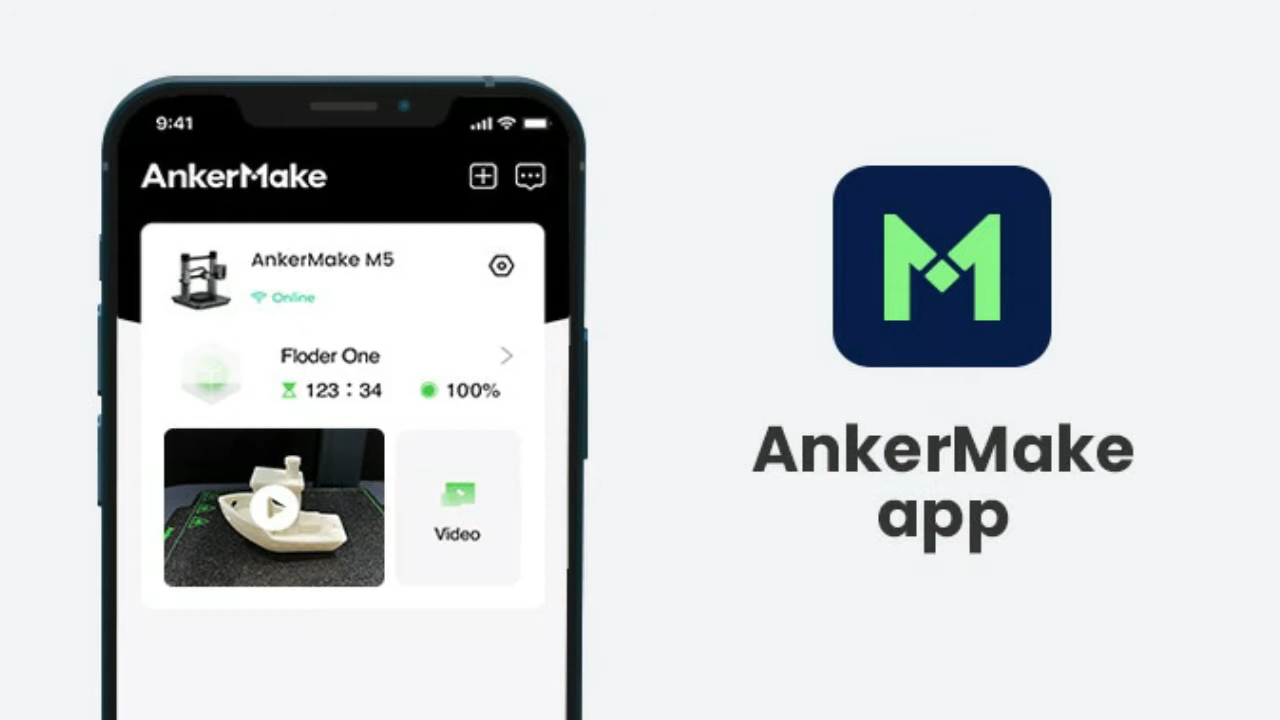 9:41
AnkerMake
AnkerMake M5
Online
Floder One
123 : 34
100%
Video
AnkerMake
app